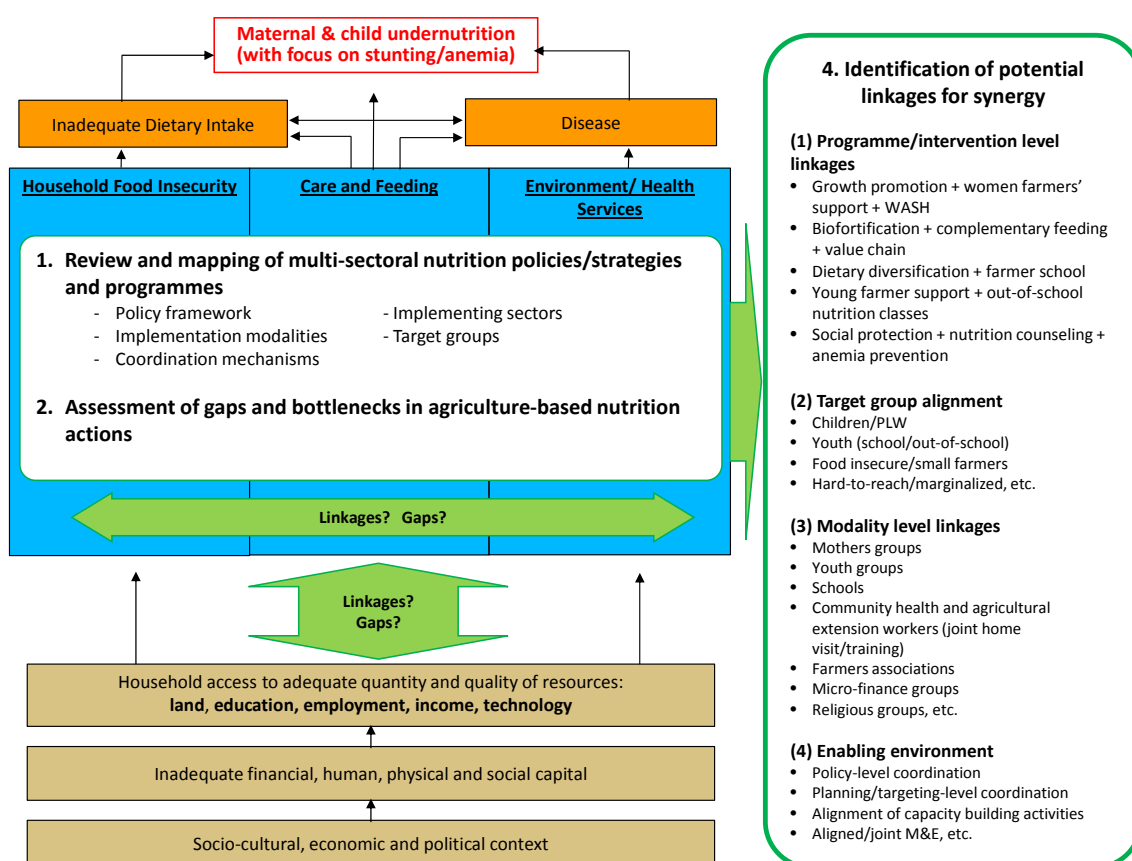 Maternal & child undernutrition
(with focus on stunting/anemia)
Inadequate Dietary Intake
Disease
Household Food Insecurity
Care and Feeding
Environment/ Health
Services
1. Review and mapping of multi-sectoral nutrition policies/strategies
and programmes
- Policy framework
- Implementation modalities
- Coordination mechanisms
- Implementing sectors
- Target groups
2. Assessment of gaps and bottlenecks in agriculture-based nutrition
actions
Linkages? Gaps?
Linkages?
Gaps?
Household access to adequate quantity and quality of resources:
land, education, employment, income, technology
Inadequate financial, human, physical and social capital
Socio-cultural, economic and political context
4. Identification of potential
linkages for synergy
(1) Programme/intervention level
linkages
• Growth promotion + women farmers'
support + WASH
• Biofortification + complementary feeding
+ value chain
• Dietary diversification + farmer school
• Young farmer support + out-of-school
nutrition classes
• Social protection + nutrition counseling +
anemia prevention
(2) Target group alignment
• Children/PLW
• Youth (school/out-of-school)
• Food insecure/small farmers
• Hard-to-reach/marginalized, etc.
(3) Modality level linkages
• Mothers groups
• Youth groups
• Schools
• Community health and agricultural
extension workers (joint home
visit/training)
• Farmers associations
• Micro-finance groups
• Religious groups, etc.
(4) Enabling environment
• Policy-level coordination
• Planning/targeting-level coordination
• Alignment of capacity building activities
• Aligned/joint M&E, etc.